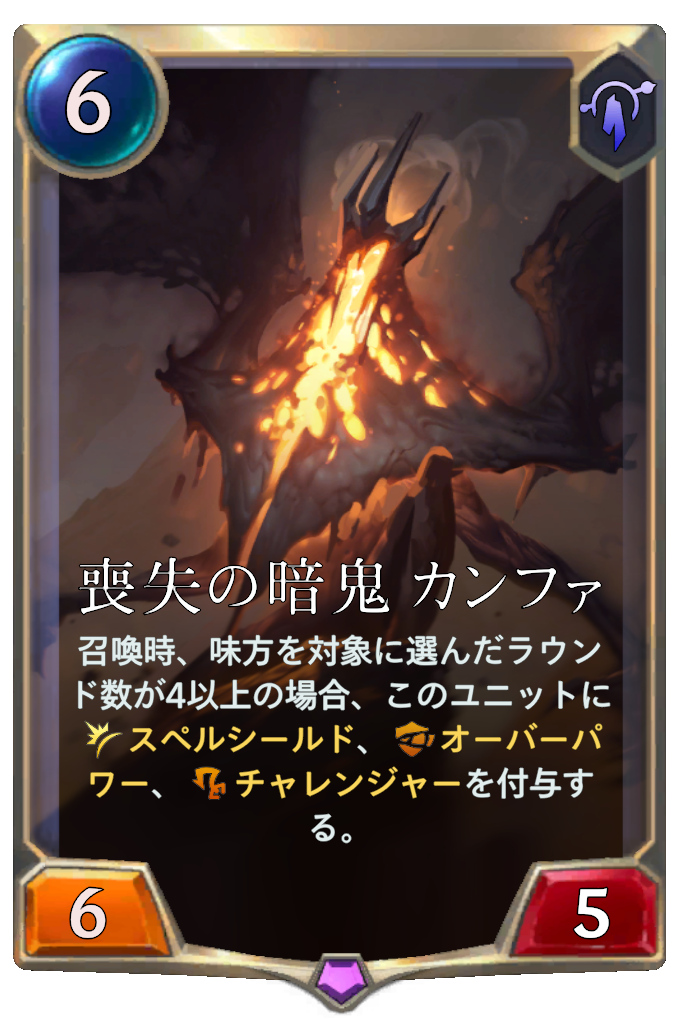 6
喪失の暗鬼 カンファ
召喚時、味方を対象に選んだラウン
ド数が4以上の場合、このユニットに
スペルシールド、オーバーパ
ワー、チャレンジャーを付与す
る。
6
5